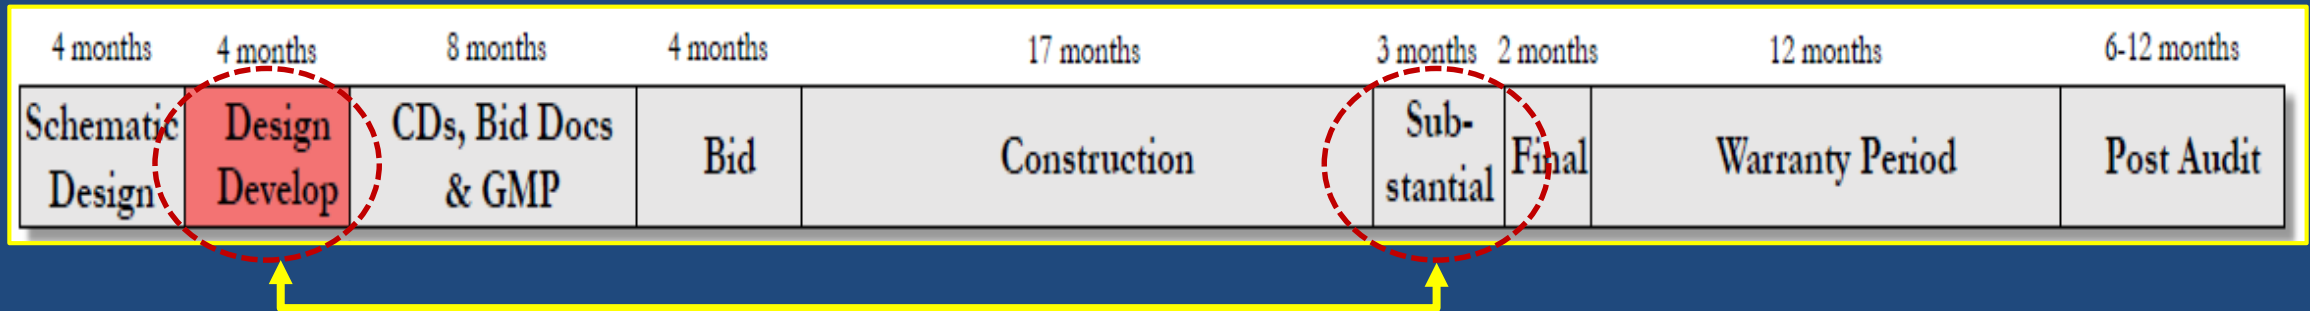 4 months
4 months
8 months
4 months
17 months
3 months
2 months
12 months
6-12 months
Schematic
Design
Design
Develop
CDs, Bid Docs
& GMP
Bid
Construction
Sub-
stantial
Final
Warranty Period
Post Audit